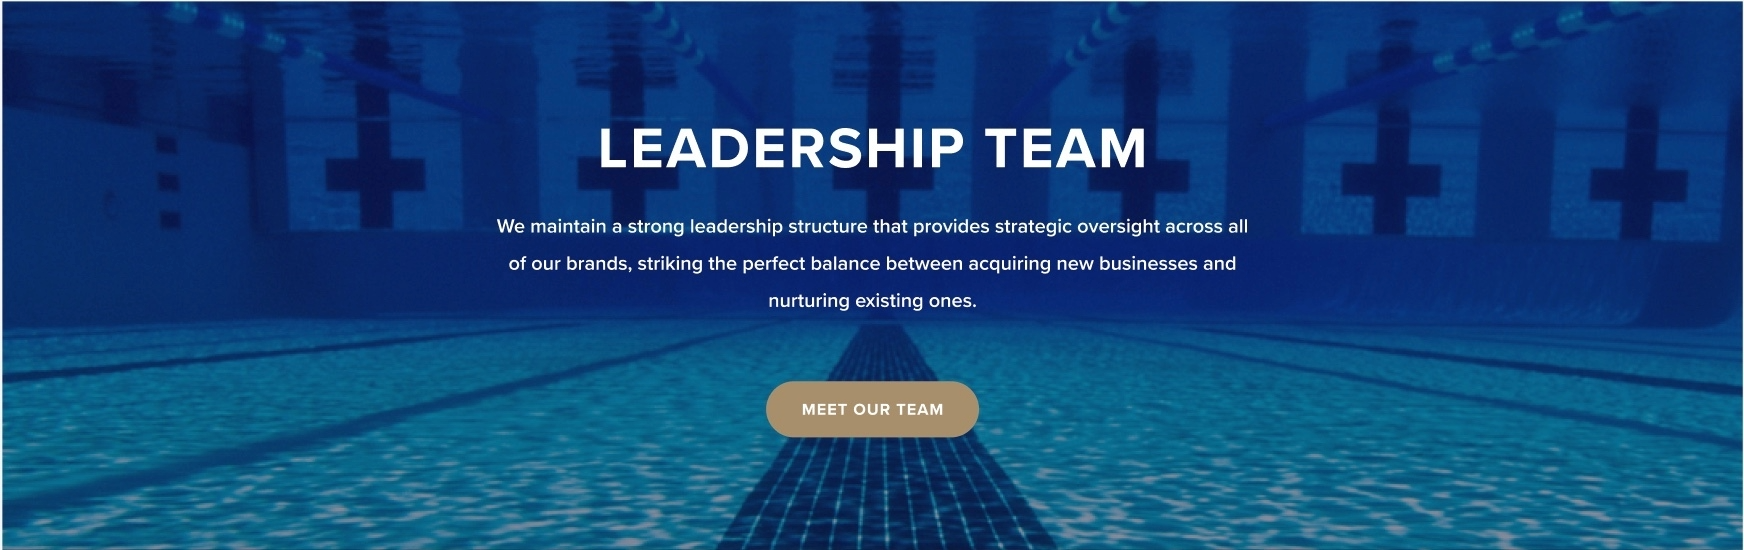 LEADERSHIP TEAM
We maintain a strong leadership structure that provides strategic oversight across all
of our brands, striking the perfect balance between acquiring new businesses and
nurturing existing ones.
MEET OUR TEAM